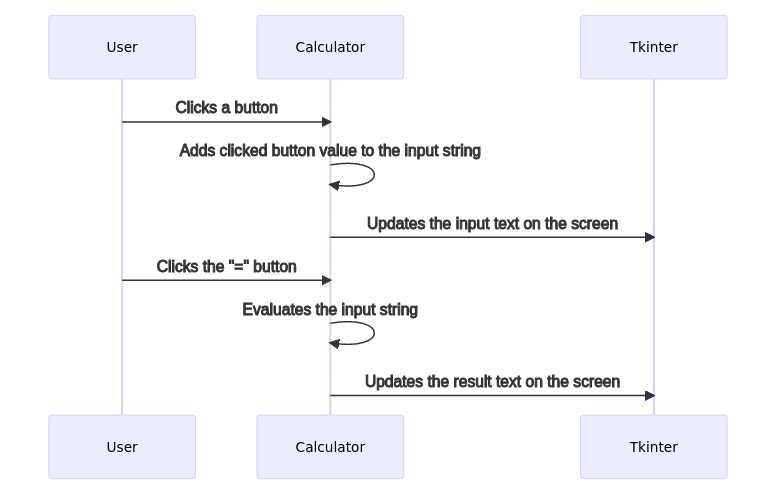 User
Calculator
Tkinter
Clicks a button
Adds clicked button value to the input string
Updates the input text on the screen
Clicks the "=" button
Evaluates the input string
Updates the result text on the screen
User
Calculator
Tkinter